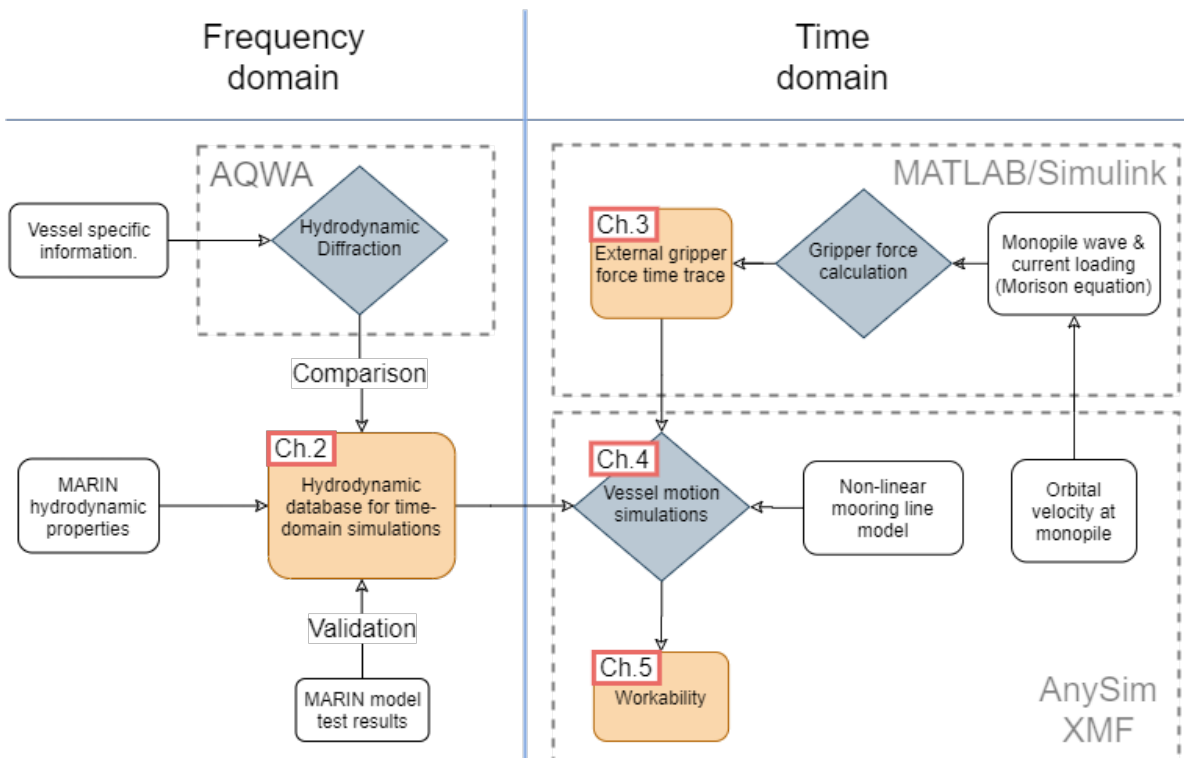 Frequency
domain
Time
domain
AQWA
MATLAB/Simulink
Vessel specific
information.
Hydrodynamic
Diffraction
Ch.3
External gripper
force time trace
Gripper force
calculation
Monopile wave &
current loading
(Morison equation)
Comparison
Ch.2
Hydrodynamic
database for time-
domain simulations
MARIN
hydrodynamic
properties
Ch.4
Vessel motion
simulations
Non-linear
mooring line
model
Orbital
velocity at
monopile
Validation
MARIN model
test results
Ch.5
Workability
AnySim
XMF